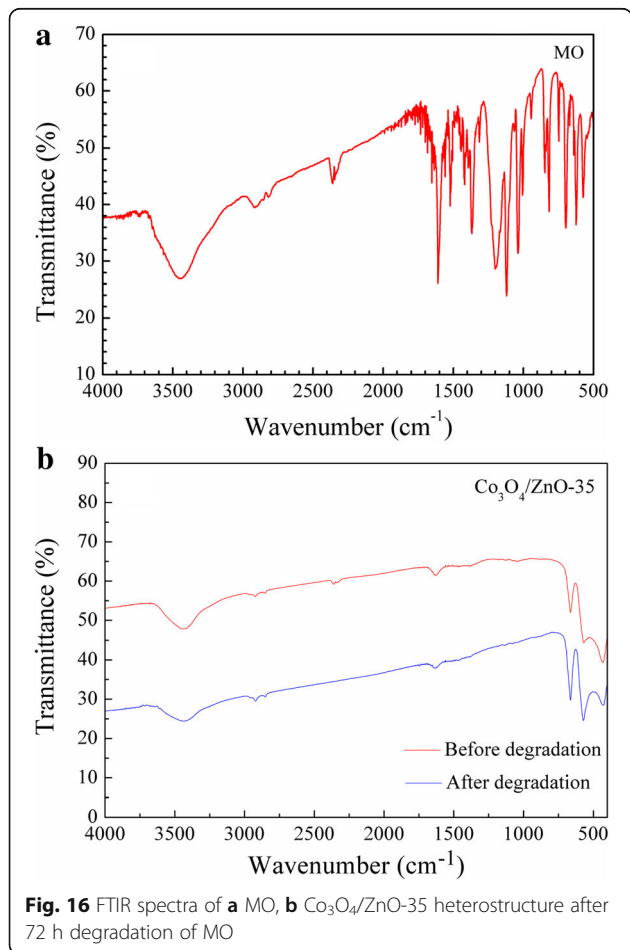 a
MO
70
60
50
40
30
20
10
Transmittance (%)
4000 3500 3000 2500 2000 1500 1000 500
Wavenumber (cm⁻¹)
b
Co₃O₄/ZnO-35
90
80
70
60
50
40
30
20
10
0
Transmittance (%)
Before degradation
After degradation
4000 3500 3000 2500 2000 1500 1000 500
Wavenumber (cm⁻¹)
Fig. 16 FTIR spectra of a MO, b Co₃O₄/ZnO-35 heterostructure after
72 h degradation of MO